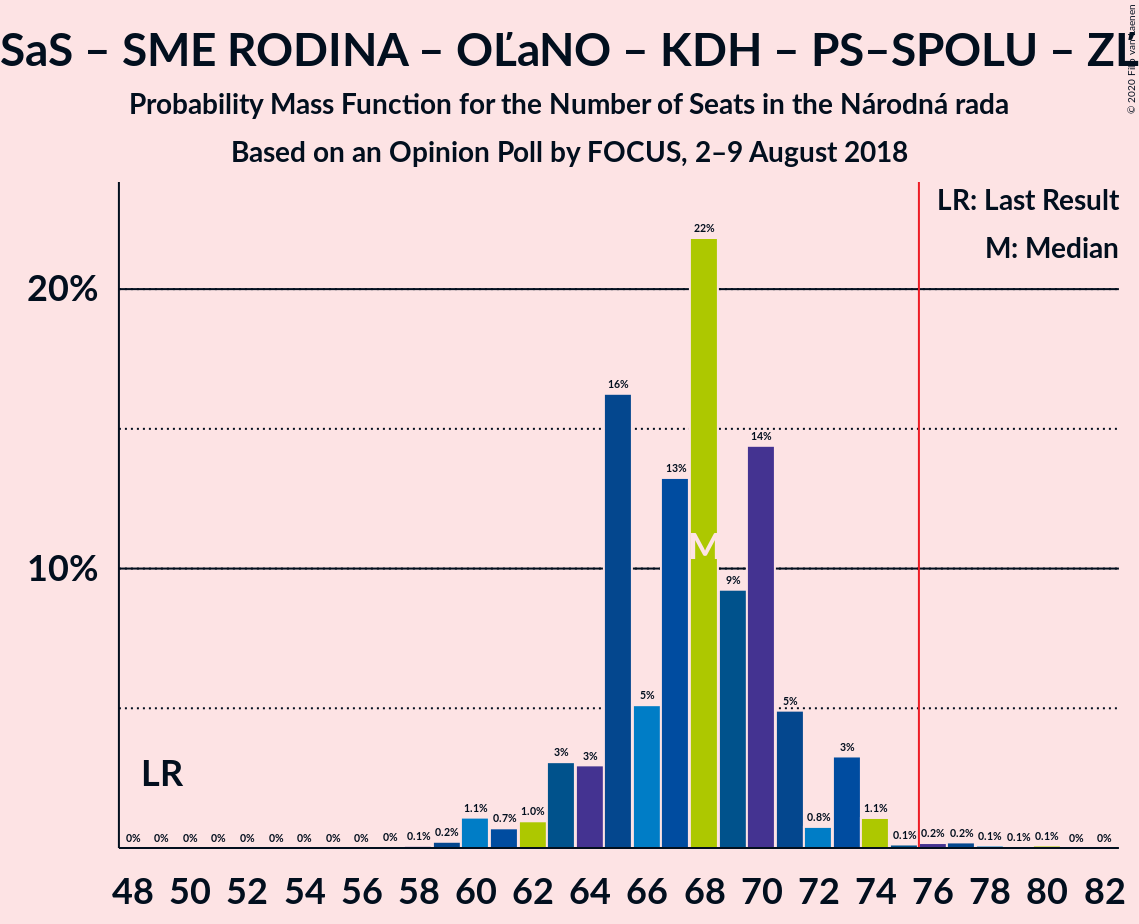 SaS – SME RODINA – OĽaNO – KDH – PS–SPOLU – ZĽ
Probability Mass Function for the Number of Seats in the Národná rada
Based on an Opinion Poll by FOCUS, 2–9 August 2018
© 2020 Filip van Laenen
LR: Last Result
M: Median
20%
10%
LR
M
0% 0% 0% 0% 0% 0% 0% 0% 0% 0% 0.1% 0.2% 1.1% 0.7% 1.0% 3% 3% 16% 5% 13% 22% 9% 14% 5% 0.8% 3% 1.1% 0.1% 0.2% 0.2% 0.1% 0.1% 0.1% 0% 0%
48 50 52 54 56 58 60 62 64 66 68 70 72 74 76 78 80 82